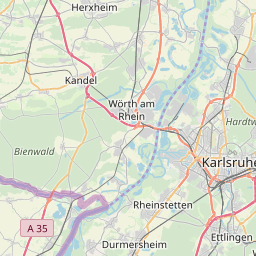 Herxheim
Kandel
Wörth am
Rhein
Hardtw
Bienwald
Karlsruhe
Rheinstetten
A 35
Ettlingen
Durmersheim